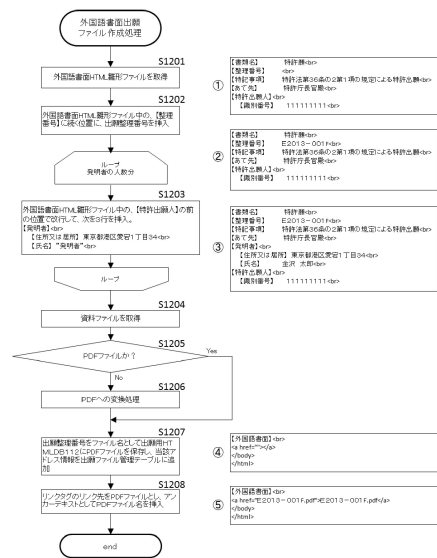 外国語書面出願
ファイル作成処理
S1201
外国語書面HTML雛形ファイルを取得
S1202
外国語書面HTML雛形ファイル中の、【整理
番号】に続く位置に、出願整理番号を挿入
ループ
発明者の人数分
S1203
外国語書面HTML雛形ファイル中の、【特許出願人】の前
の位置で改行して、次を3行を挿入。
【発明者】<br>
【住所又は居所】東京都港区愛宕1丁目34<br>
【氏名】"発明者"<br>
ループ
S1204
資料ファイルを取得
S1205
PDFファイルか？
Yes
No
S1206
PDFへの変換処理
S1207
出願整理番号をファイル名として出願用HT
MLDB112にPDFファイルを保存し、当該ア
ドレス情報を出願ファイル管理テーブルに追
加
S1208
リンクタグのリンク先をPDFファイルとし、アン
カーテキストとしてPDFファイル名を挿入
end
①
【書類名】 特許願<br>
【整理番号】 <br>
【特記事項】 特許法第36条の2第1項の規定による特許出願<br>
【あて先】 特許庁長官殿<br>
【特許出願人】<br>
【識別番号】 111111111<br>
②
【書類名】 特許願<br>
【整理番号】 E2013-001F<br>
【特記事項】 特許法第36条の2第1項の規定による特許出願<br>
【あて先】 特許庁長官殿<br>
【特許出願人】<br>
【識別番号】 111111111<br>
③
【書類名】 特許願<br>
【整理番号】 E2013-001F<br>
【特記事項】 特許法第36条の2第1項の規定による特許出願<br>
【あて先】 特許庁長官殿<br>
【発明者】<br>
【住所又は居所】東京都港区愛宕1丁目34<br>
【氏名】 金沢 太郎<br>
【特許出願人】<br>
【識別番号】 111111111<br>
④
【外国語書面】<br>
<a href=""></a>
</body>
</html>
⑤
【外国語書面】<br>
<a href="E2013-001F.pdf">E2013-001F.pdf</a>
</body>
</html>